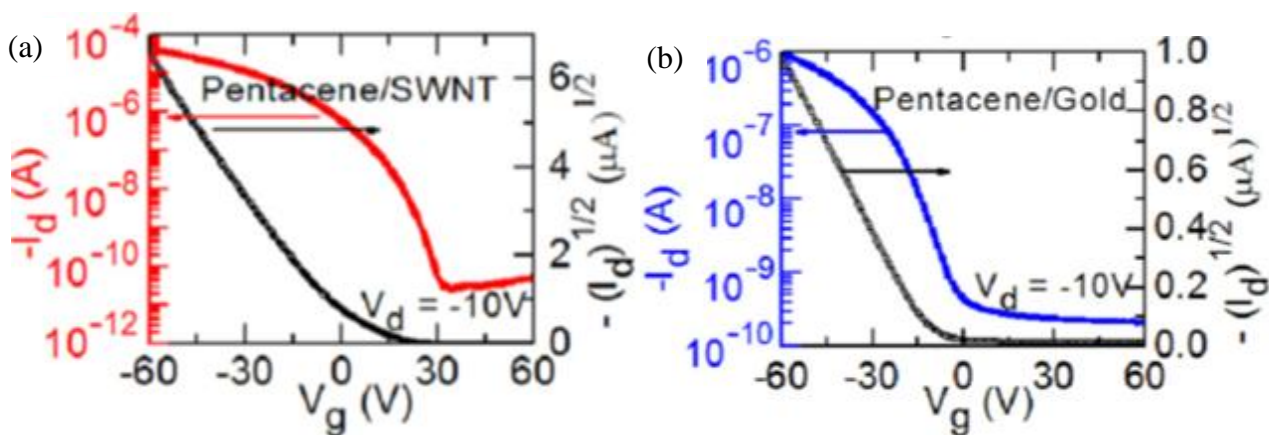 (a)
10^-4
10^-6
10^-8
10^-10
10^-12
-I_d (A)
Pentacene/SWNT
V_d = -10V
6
4
2
0
- (I_d)^1/2 (μA)^1/2
-60 -30 0 30 60
V_g (V)
(b)
10^-6
10^-7
10^-8
10^-9
10^-10
-I_d (A)
Pentacene/Gold
V_d = -10V
1.0
0.8
0.6
0.4
0.2
0.0
- (I_d)^1/2 (μA)^1/2
-60 -30 0 30 60
V_g (V)